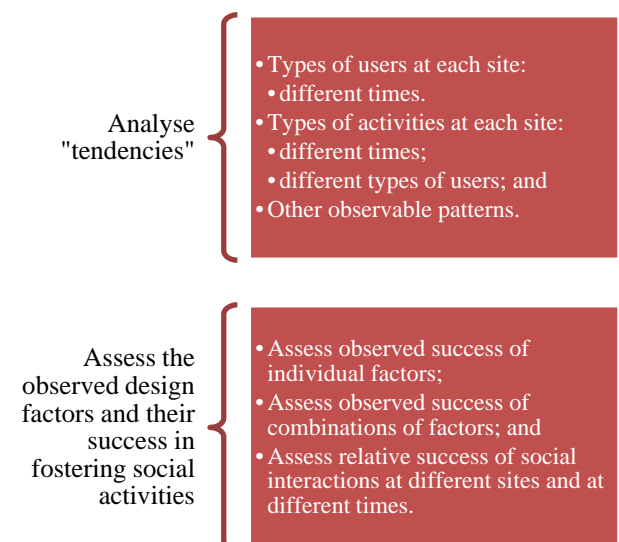 Analyse
"tendencies"
• Types of users at each site:
• different times.
• Types of activities at each site:
• different times;
• different types of users; and
• Other observable patterns.
Assess the
observed design
factors and their
success in
fostering social
activities
• Assess observed success of
individual factors;
• Assess observed success of
combinations of factors; and
• Assess relative success of social
interactions at different sites and at
different times.